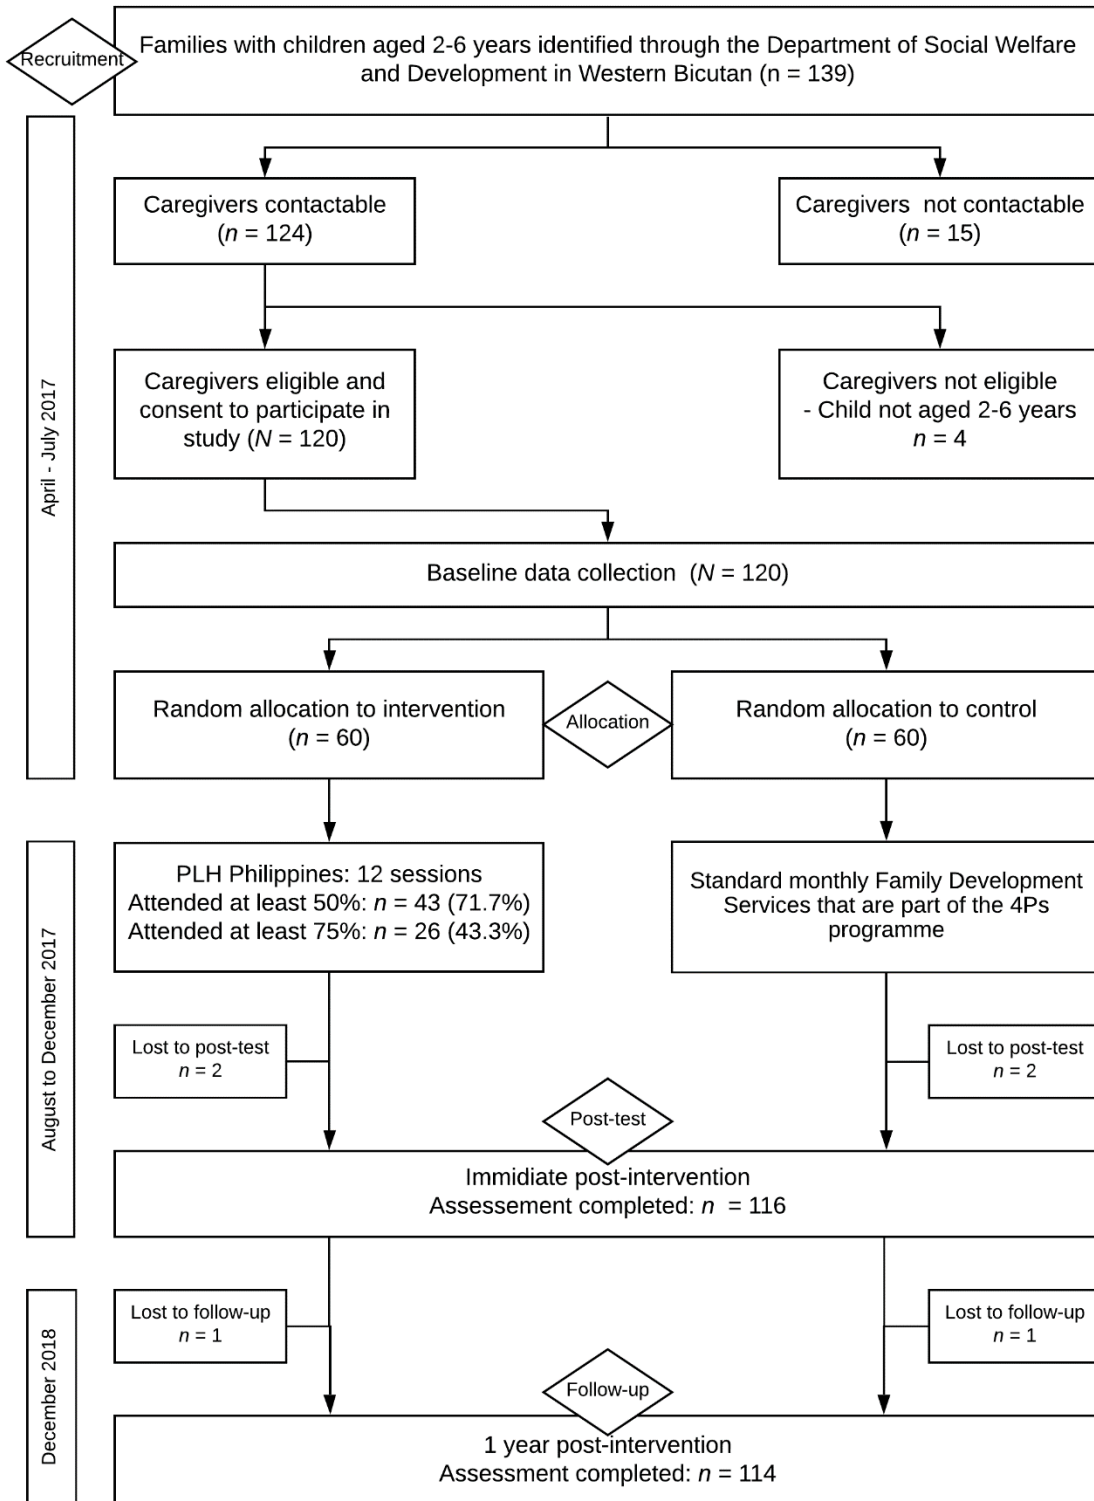 Recruitment
Families with children aged 2-6 years identified through the Department of Social Welfare
and Development in Western Bicutan (n = 139)
April - July 2017
Caregivers contactable
(n = 124)
Caregivers not contactable
(n = 15)
Caregivers eligible and
consent to participate in
study (N = 120)
Caregivers not eligible
- Child not aged 2-6 years
n = 4
Baseline data collection (N = 120)
Random allocation to intervention
(n = 60)
Allocation
Random allocation to control
(n = 60)
August to December 2017
PLH Philippines: 12 sessions
Attended at least 50%: n = 43 (71.7%)
Attended at least 75%: n = 26 (43.3%)
Standard monthly Family Development
Services that are part of the 4Ps
programme
Lost to post-test
n = 2
Lost to post-test
n = 2
Post-test
Immidiate post-intervention
Assessement completed: n = 116
December 2018
Lost to follow-up
n = 1
Lost to follow-up
n = 1
Follow-up
1 year post-intervention
Assessment completed: n = 114